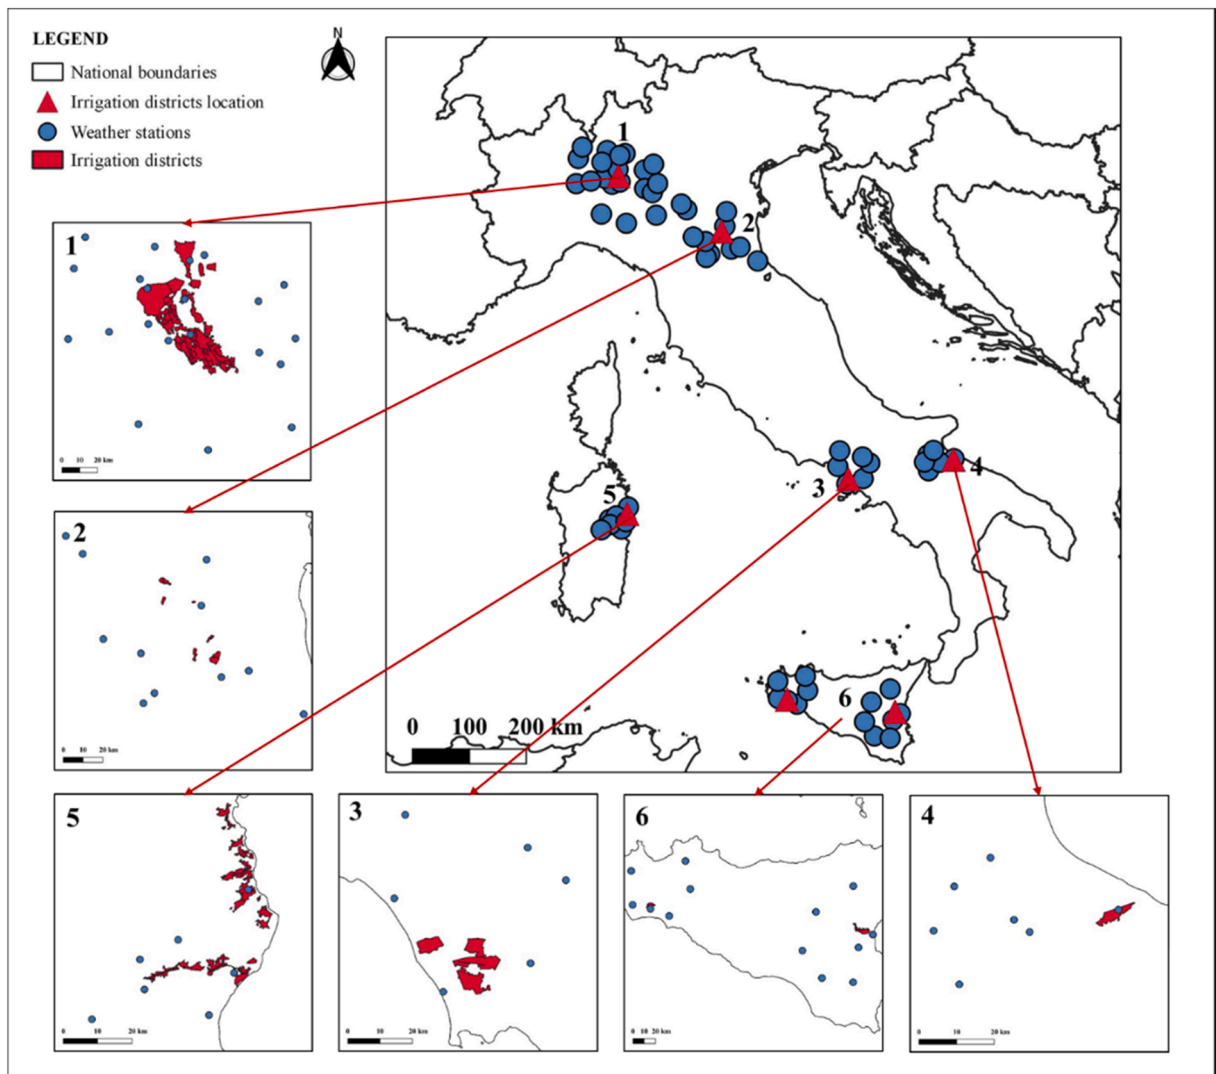 LEGEND
National boundaries
Irrigation districts location
Weather stations
Irrigation districts
N
1
2
3
4
5
6
0 100 200 km
1
0 10 20 km
2
0 10 20 km
5
0 10 20 km
3
0 10 20 km
6
0 10 20 km
4
0 10 20 km